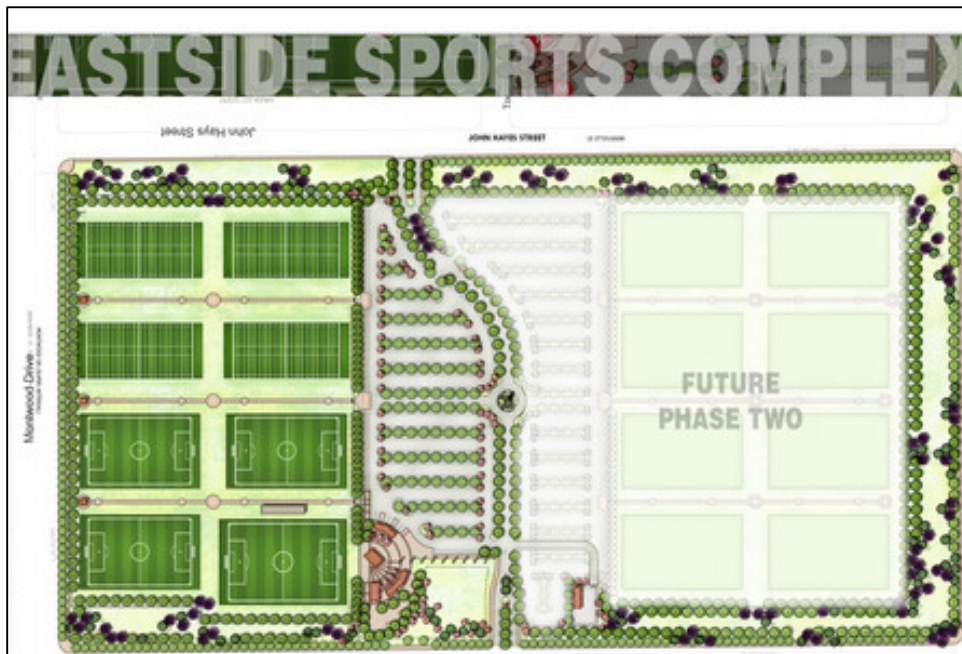 EASTSIDE SPORTS COMPLEX
John Hays Street
JOHN HAYES STREET
Montwood Drive
FUTURE
PHASE TWO